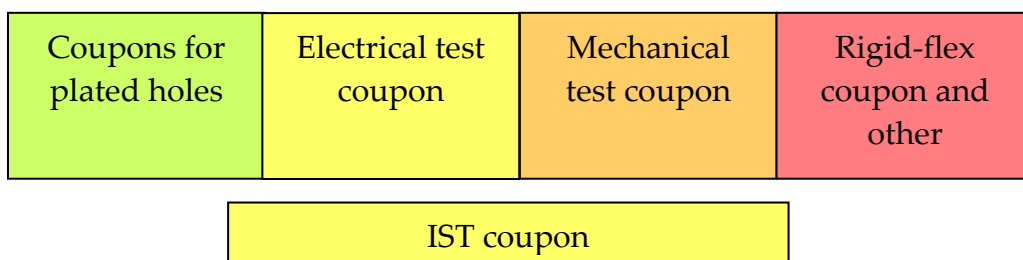 Coupons for
plated holes
Electrical test
coupon
Mechanical
test coupon
Rigid-flex
coupon and
other
IST coupon